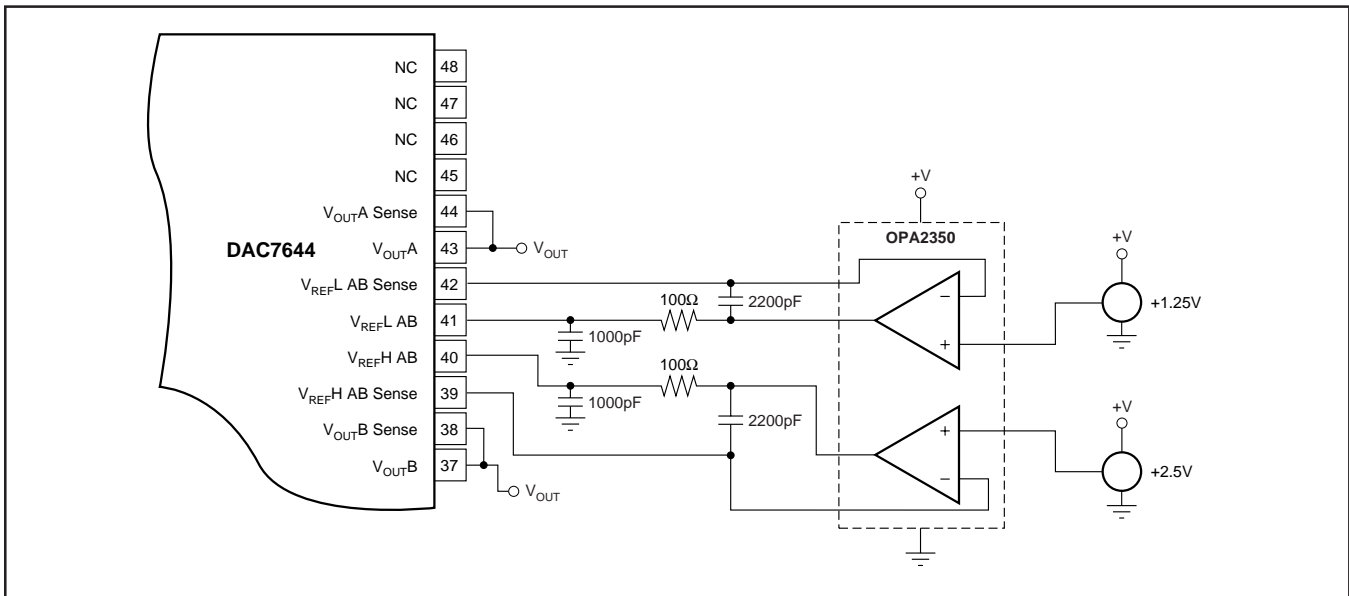 NC 48
NC 47
NC 46
NC 45
VOUTA Sense 44
DAC7644
VOUTA 43
VOUT
VREFL AB Sense 42
VREFL AB 41
VREFH AB 40
VREFH AB Sense 39
VOUTB Sense 38
VOUTB 37
VOUT
100Ω
2200pF
1000pF
100Ω
1000pF
2200pF
+V
OPA2350
–
+
+
–
+V
+1.25V
+V
+2.5V